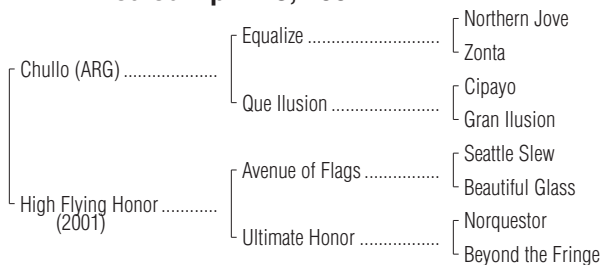 Northern Jove
Equalize
Zonta
Chullo (ARG)
Cipayo
Que Ilusion
Gran Ilusion
Seattle Slew
Avenue of Flags
Beautiful Glass
High Flying Honor
(2001)
Norquestor
Ultimate Honor
Beyond the Fringe